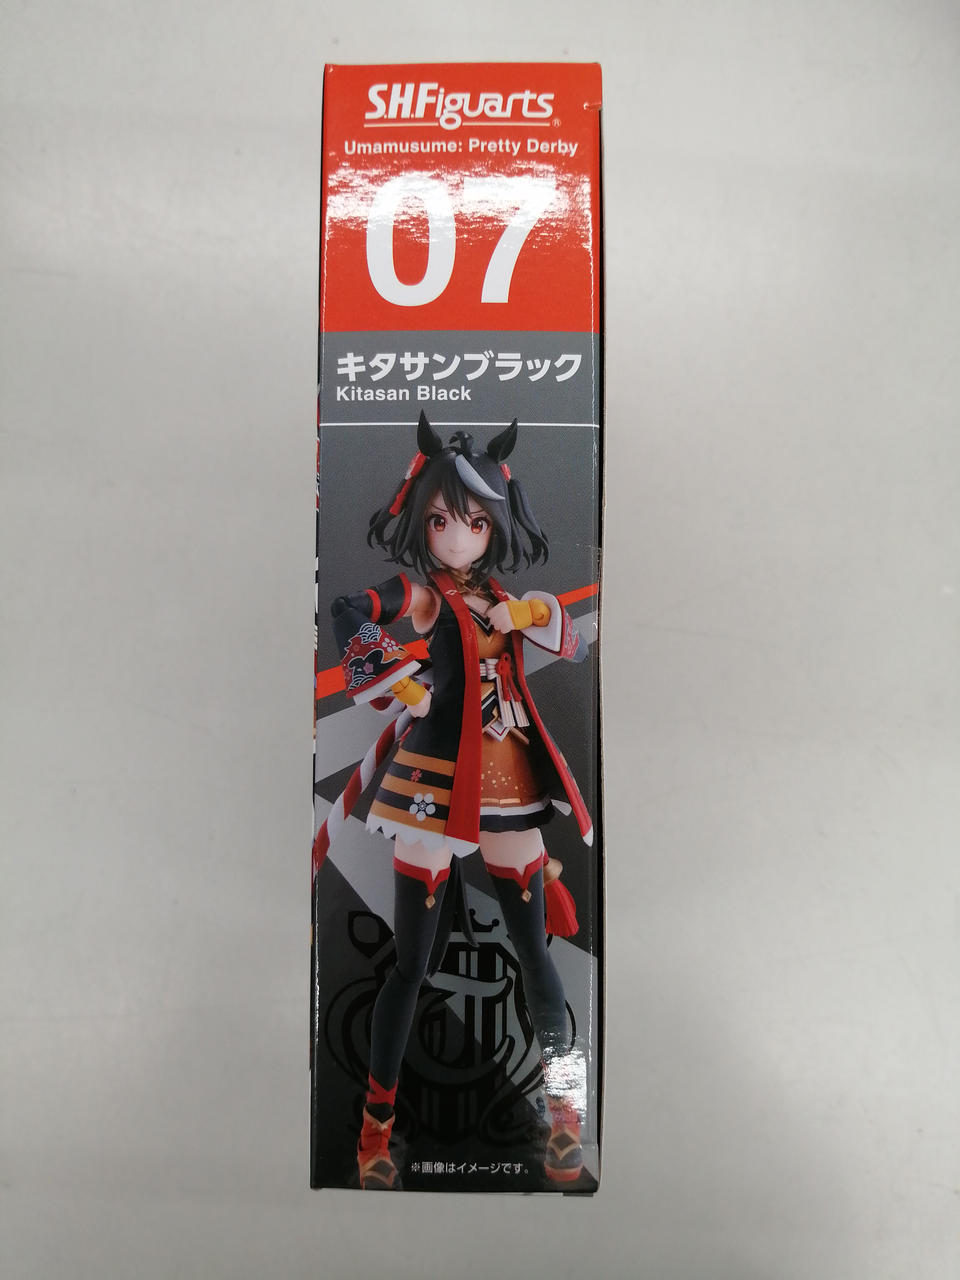 S.H.Figuarts®
Umamusume: Pretty Derby
07
キタサンブラック
Kitasan Black
※画像はイメージです。